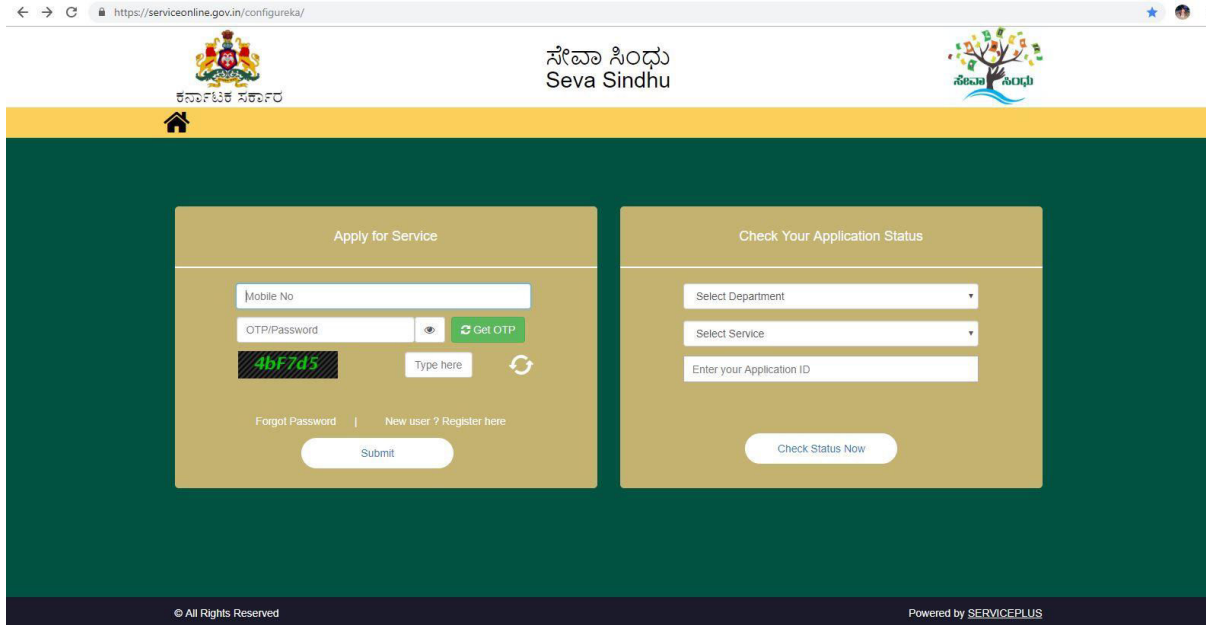 https://serviceonline.gov.in/configureka/
ಕರ್ನಾಟಕ ಸರ್ಕಾರ
ಸೇವಾ ಸಿಂಧು
Seva Sindhu
ಸೇವಾ ಸಿಂಧು
Apply for Service
Mobile No
OTP/Password
Get OTP
4bF7d5
Type here
Forgot Password | New user ? Register here
Submit
Check Your Application Status
Select Department
Select Service
Enter your Application ID
Check Status Now
© All Rights Reserved
Powered by SERVICEPLUS